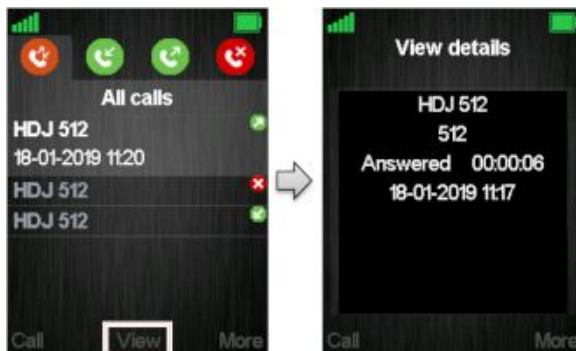 All calls
HDJ 512
18-01-2019 11:20
HDJ 512
HDJ 512
Call View More
View details
HDJ 512
512
Answered 00:00:06
18-01-2019 11:17
Call More